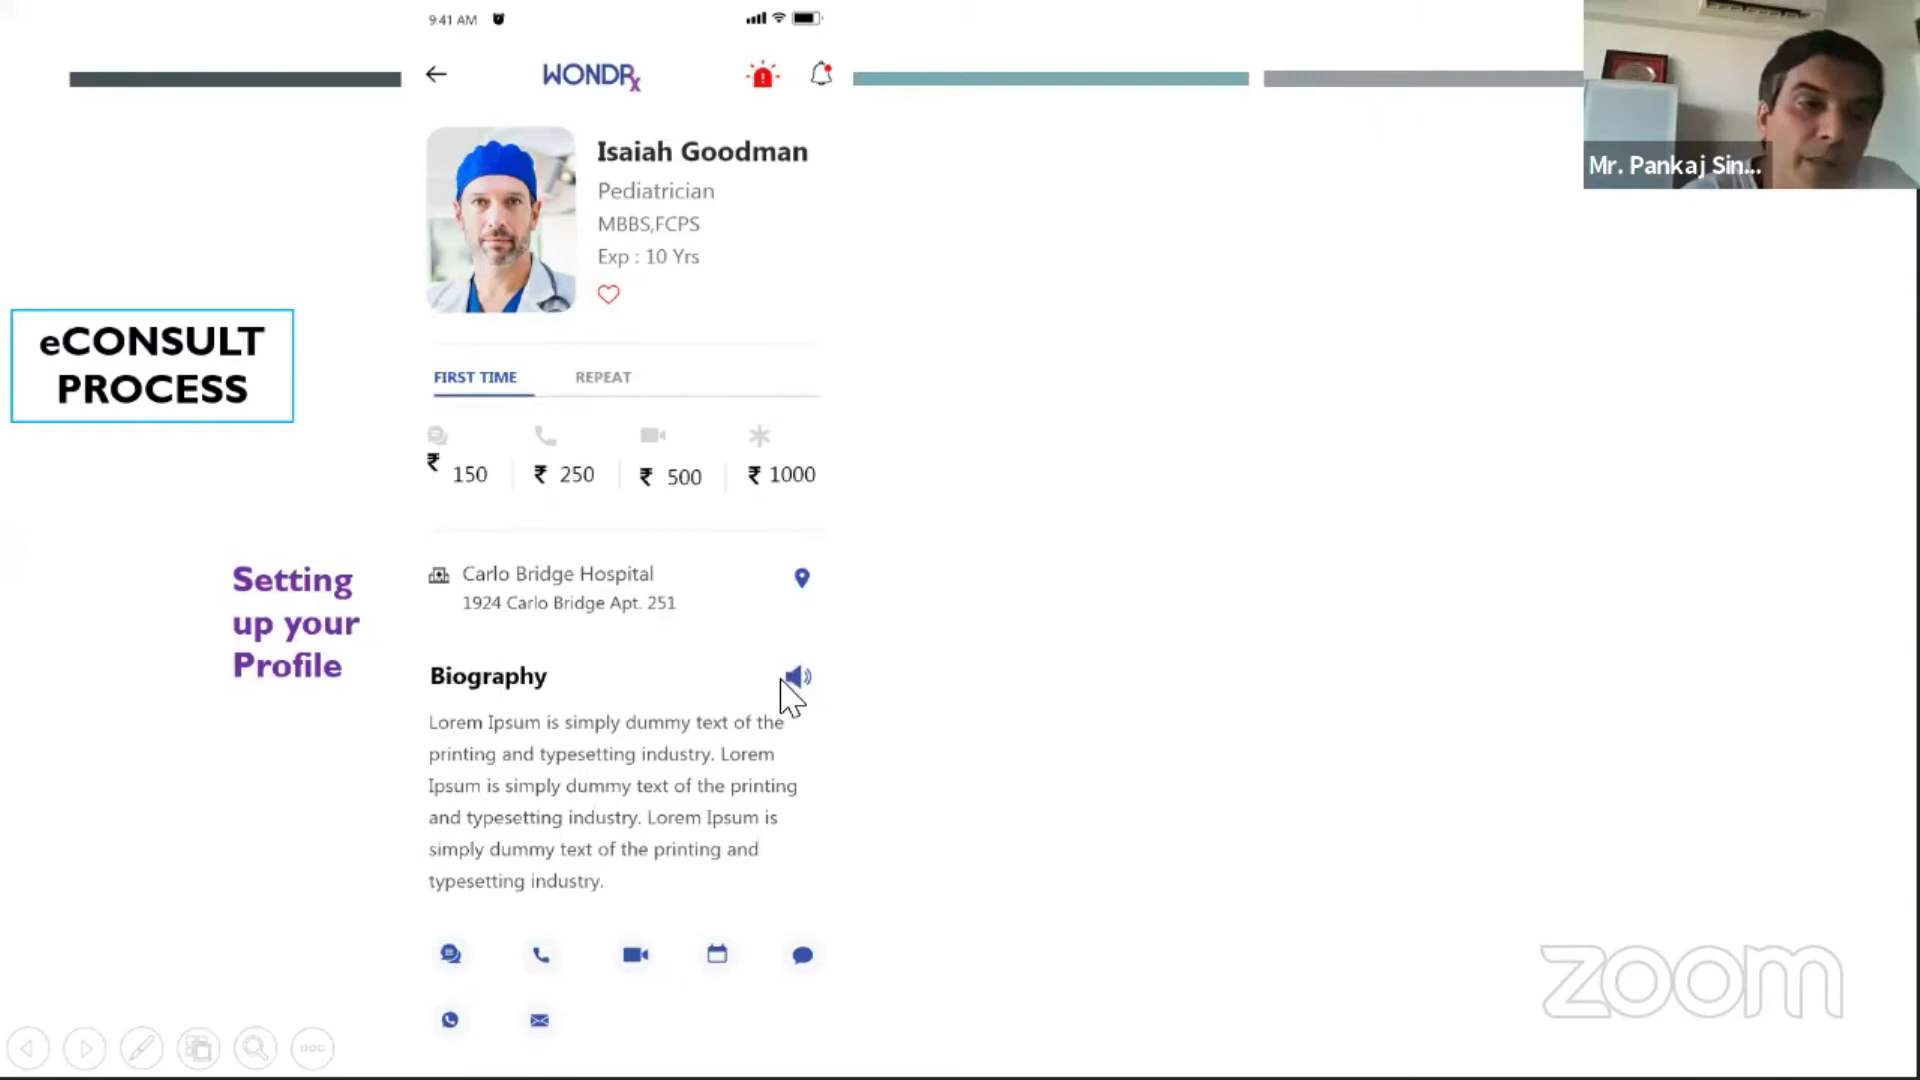 9:41 AM
WONDRx
Isaiah Goodman
Pediatrician
MBBS,FCPS
Exp : 10 Yrs
Mr. Pankaj Sin...
eCONSULT
PROCESS
FIRST TIME REPEAT
₹ 150 ₹ 250 ₹ 500 ₹ 1000
Carlo Bridge Hospital
1924 Carlo Bridge Apt. 251
Setting
up your
Profile
Biography
Lorem Ipsum is simply dummy text of the
printing and typesetting industry. Lorem
Ipsum is simply dummy text of the printing
and typesetting industry. Lorem Ipsum is
simply dummy text of the printing and
typesetting industry.
zoom